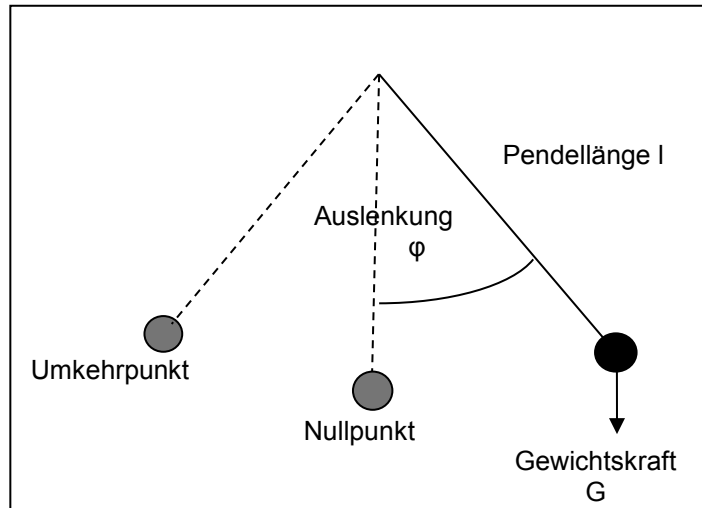 Pendellänge l
Auslenkung
φ
Umkehrpunkt
Nullpunkt
Gewichtskraft
G